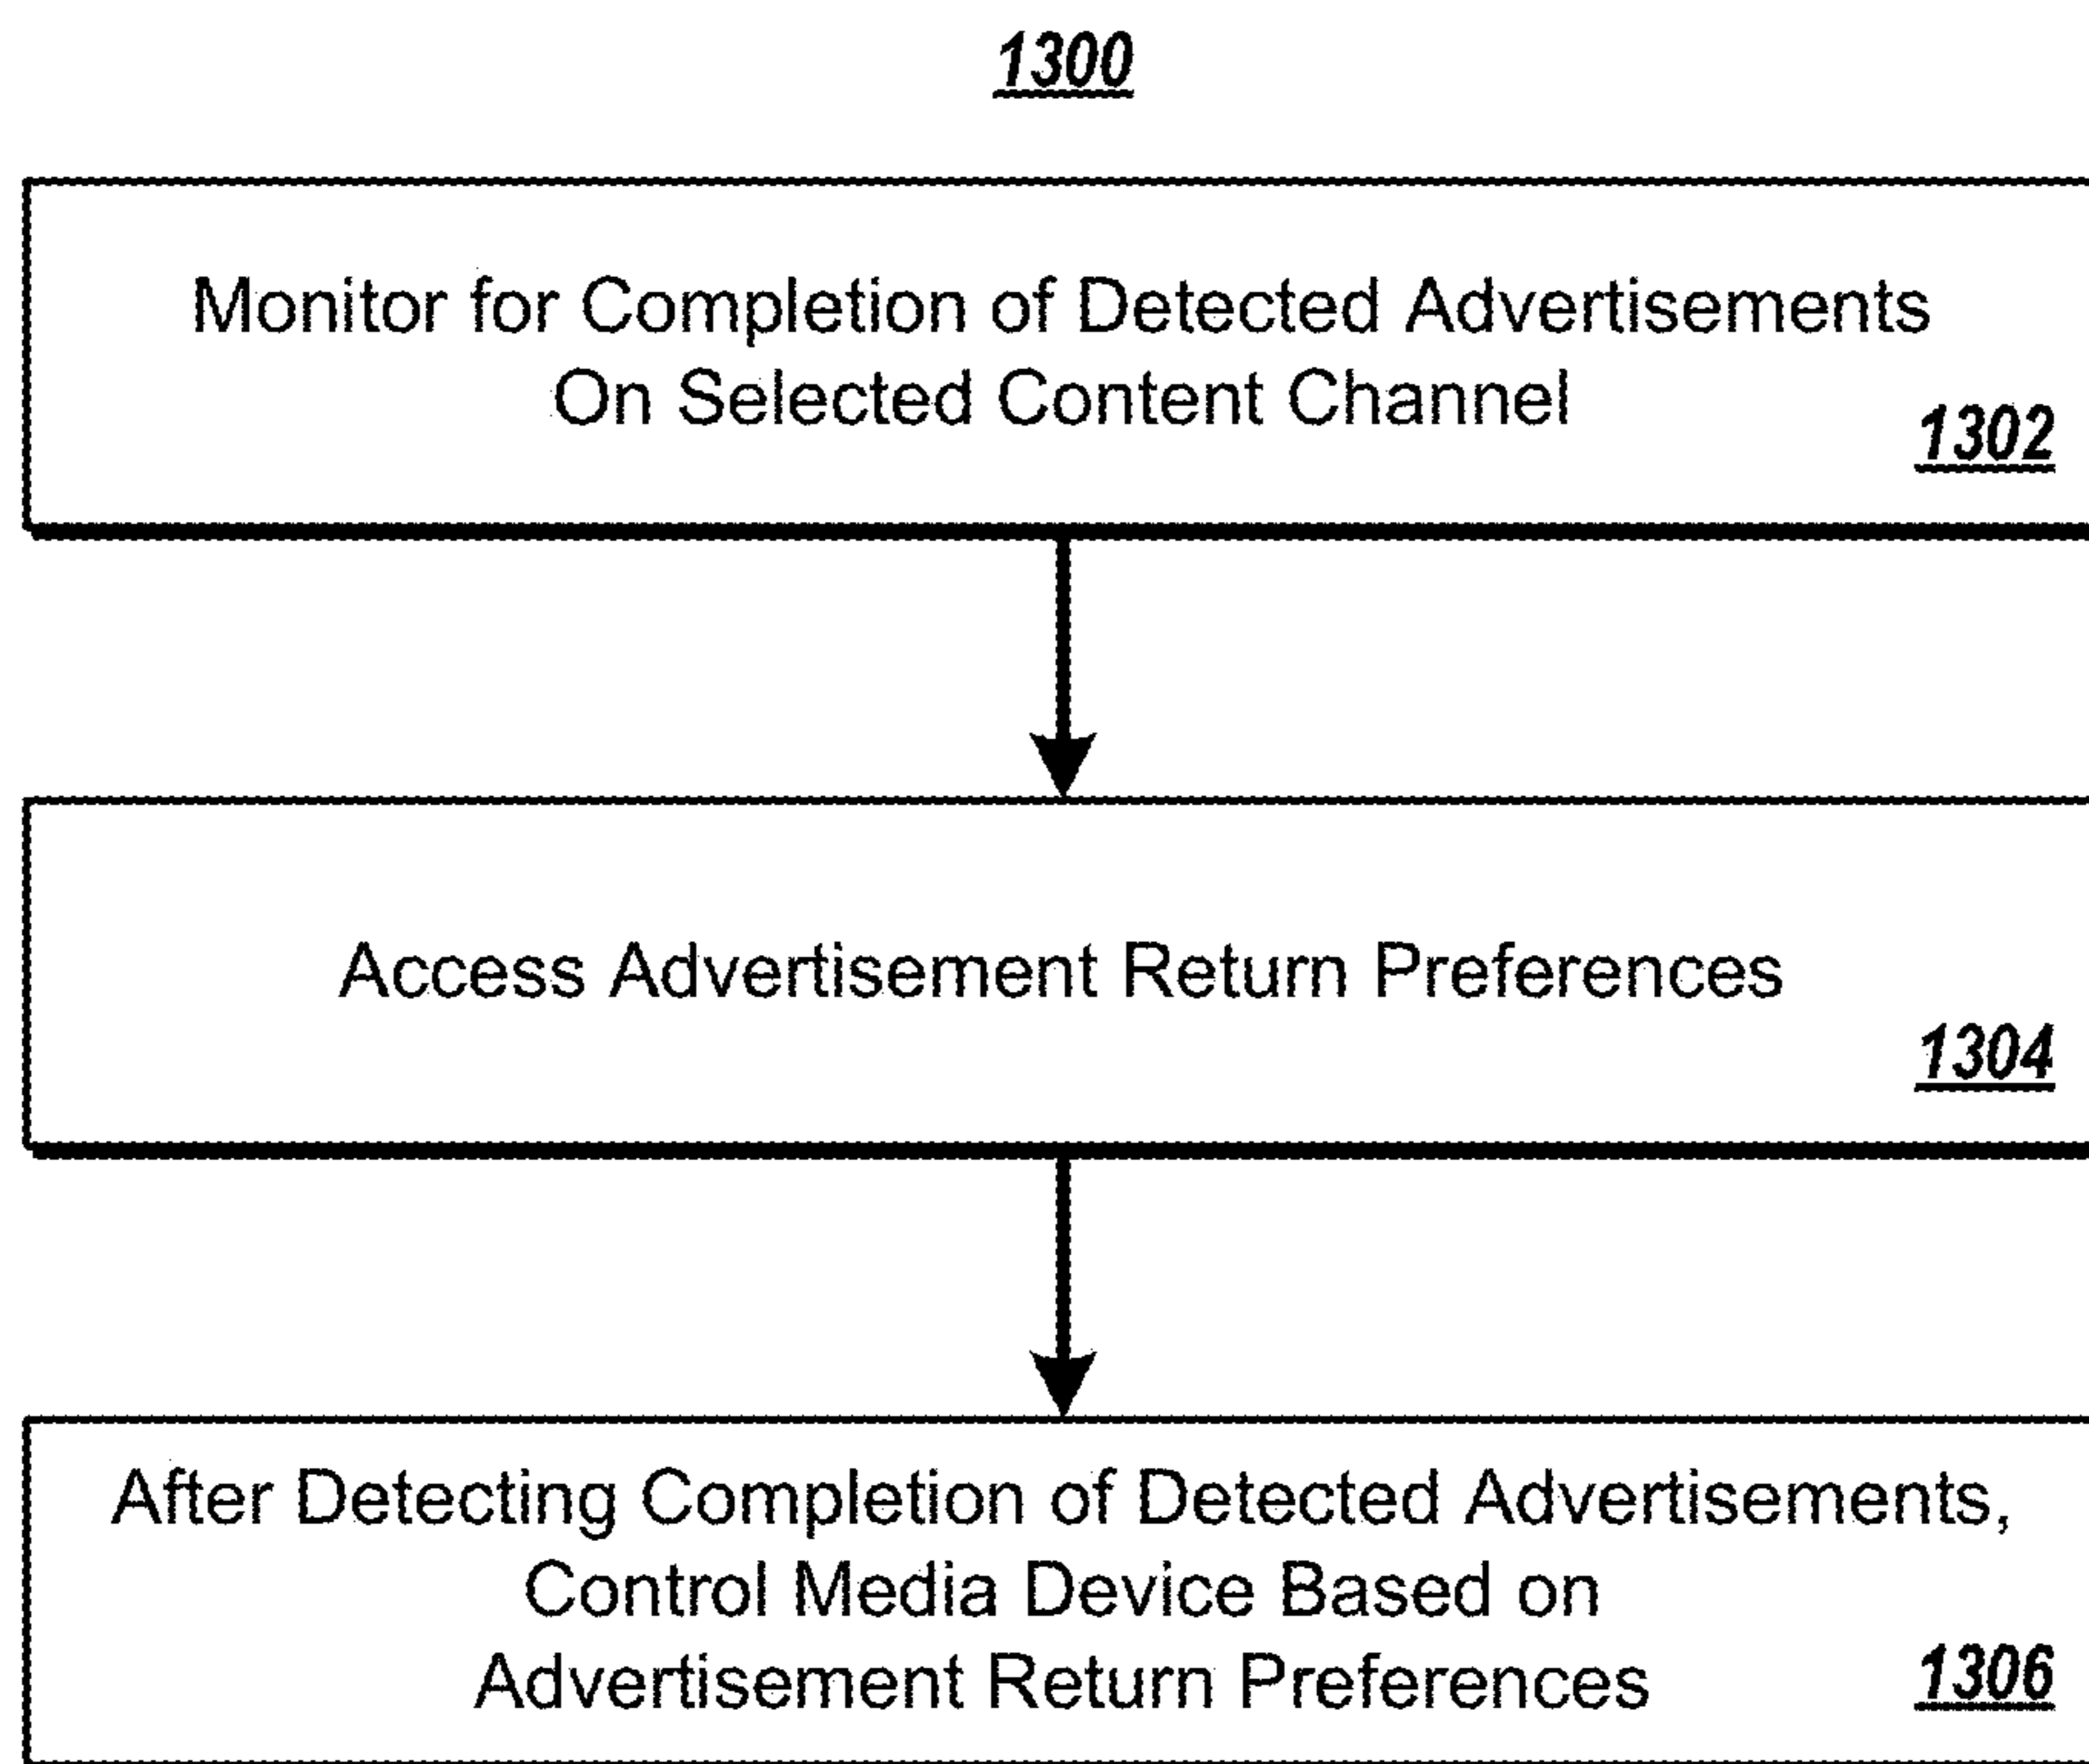 1300
Monitor for Completion of Detected Advertisements
On Selected Content Channel
1302
Access Advertisement Return Preferences
1304
After Detecting Completion of Detected Advertisements,
Control Media Device Based on
Advertisement Return Preferences
1306